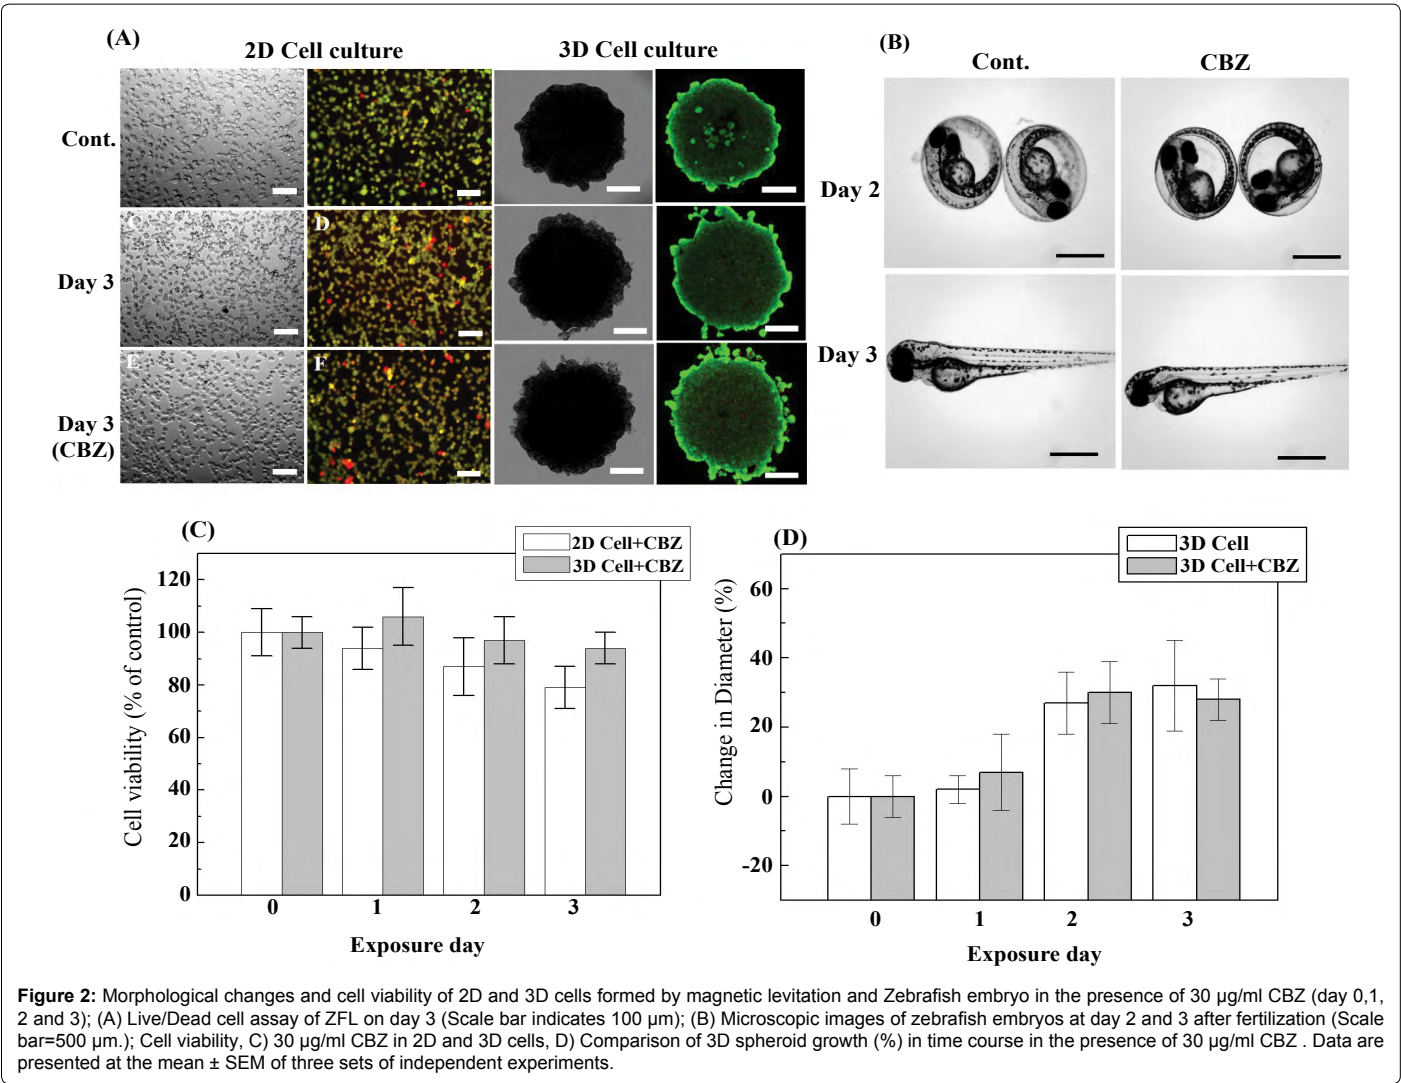 (A)
2D Cell culture
3D Cell culture
Cont.
C
D
Day 3
E
F
Day 3
(CBZ)
(B)
Cont.
CBZ
Day 2
Day 3
(C)
2D Cell+CBZ
3D Cell+CBZ
Cell viability (% of control)
120
100
80
60
40
20
0
0 1 2 3
Exposure day
(D)
3D Cell
3D Cell+CBZ
Change in Diameter (%)
60
40
20
0
-20
0 1 2 3
Exposure day
Figure 2: Morphological changes and cell viability of 2D and 3D cells formed by magnetic levitation and Zebrafish embryo in the presence of 30 µg/ml CBZ (day 0,1,
2 and 3); (A) Live/Dead cell assay of ZFL on day 3 (Scale bar indicates 100 µm); (B) Microscopic images of zebrafish embryos at day 2 and 3 after fertilization (Scale
bar=500 µm.); Cell viability, C) 30 µg/ml CBZ in 2D and 3D cells, D) Comparison of 3D spheroid growth (%) in time course in the presence of 30 µg/ml CBZ . Data are
presented at the mean ± SEM of three sets of independent experiments.